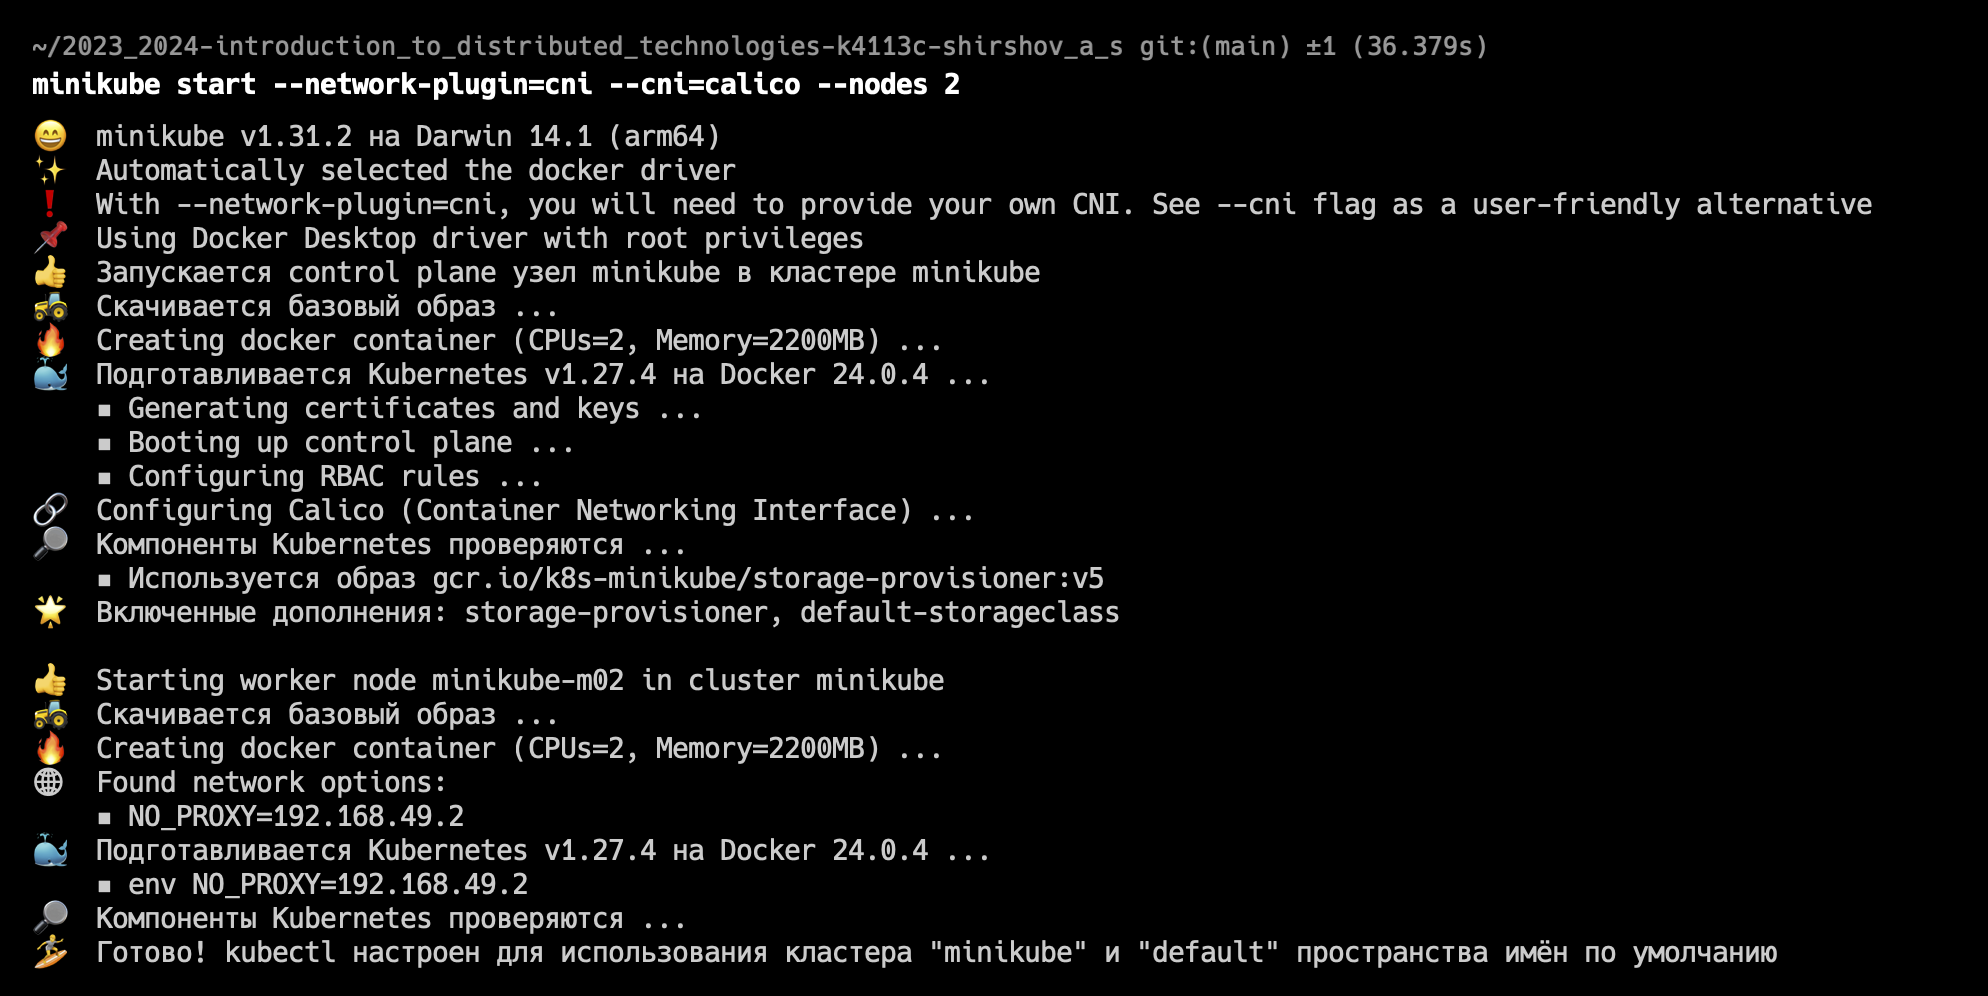 ~/2023_2024-introduction_to_distributed_technologies-k4113c-shirshov_a_s git:(main) ±1 (36.379s)
minikube start --network-plugin=cni --cni=calico --nodes 2
😄 minikube v1.31.2 на Darwin 14.1 (arm64)
✨ Automatically selected the docker driver
❗ With --network-plugin=cni, you will need to provide your own CNI. See --cni flag as a user-friendly alternative
📌 Using Docker Desktop driver with root privileges
👍 Запускается control plane узел minikube в кластере minikube
🚜 Скачивается базовый образ ...
🔥 Creating docker container (CPUs=2, Memory=2200MB) ...
🐳 Подготавливается Kubernetes v1.27.4 на Docker 24.0.4 ...
▪ Generating certificates and keys ...
▪ Booting up control plane ...
▪ Configuring RBAC rules ...
🔗 Configuring Calico (Container Networking Interface) ...
🔎 Компоненты Kubernetes проверяются ...
▪ Используется образ gcr.io/k8s-minikube/storage-provisioner:v5
🌟 Включенные дополнения: storage-provisioner, default-storageclass
👍 Starting worker node minikube-m02 in cluster minikube
🚜 Скачивается базовый образ ...
🔥 Creating docker container (CPUs=2, Memory=2200MB) ...
🌐 Found network options:
▪ NO_PROXY=192.168.49.2
🐳 Подготавливается Kubernetes v1.27.4 на Docker 24.0.4 ...
▪ env NO_PROXY=192.168.49.2
🔎 Компоненты Kubernetes проверяются ...
🏄 Готово! kubectl настроен для использования кластера "minikube" и "default" пространства имён по умолчанию